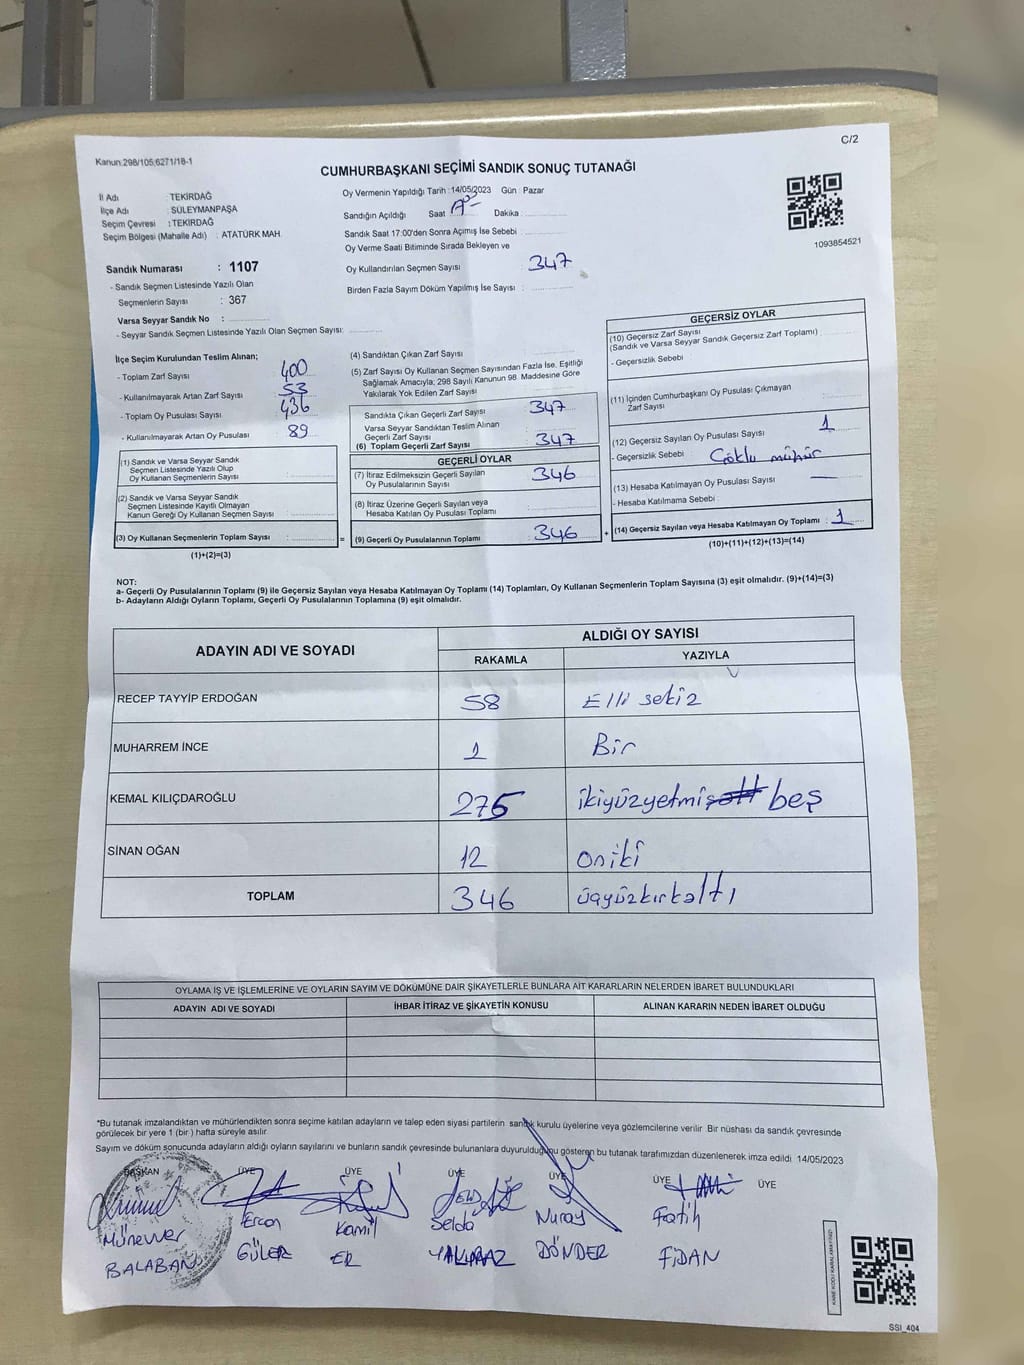 C/2
Kanun:298/105;6271/18-1
CUMHURBAŞKANI SEÇİMİ SANDIK SONUÇ TUTANAĞI
İl Adı : TEKİRDAĞ
İlçe Adı : SÜLEYMANPAŞA
Seçim Çevresi : TEKİRDAĞ
Seçim Bölgesi (Mahalle Adı) : ATATÜRK MAH.
Oy Vermenin Yapıldığı Tarih : 14/05/2023 Gün : Pazar
Sandığın Açıldığı Saat Dakika
Sandık Saat 17:00'den Sonra Açımış İse Sebebi :
Oy Verme Saati Bitiminde Sırada Bekleyen ve
Oy Kullandırılan Seçmen Sayısı : 347
Birden Fazla Sayım Döküm Yapılmış İse Sayısı :
1093854521
Sandık Numarası : 1107
- Sandık Seçmen Listesinde Yazılı Olan
Seçmenlerin Sayısı : 367
Varsa Seyyar Sandık No :
- Seyyar Sandık Seçmen Listesinde Yazılı Olan Seçmen Sayısı:
İlçe Seçim Kurulundan Teslim Alınan;
- Toplam Zarf Sayısı : 400
- Kullanılmayarak Artan Zarf Sayısı : 53
- Toplam Oy Pusulası Sayısı : 436
- Kullanılmayarak Artan Oy Pusulası : 89
(1) Sandık ve Varsa Seyyar Sandık
Seçmen Listesinde Yazılı Olup
Oy Kullanan Seçmenlerin Sayısı :
(2) Sandık ve Varsa Seyyar Sandık
Seçmen Listesinde Kayıtlı Olmayan
Kanun Gereği Oy Kullanan Seçmen Sayısı :
(3) Oy Kullanan Seçmenlerin Toplam Sayısı :
(1)+(2)=(3)
=
(4) Sandıktan Çıkan Zarf Sayısı
(5) Zarf Sayısı Oy Kullanan Seçmen Sayısından Fazla İse, Eşitliği
Sağlamak Amacıyla; 298 Sayılı Kanunun 98. Maddesine Göre
Yakılarak Yok Edilen Zarf Sayısı
Sandıkta Çıkan Geçerli Zarf Sayısı : 347
Varsa Seyyar Sandıktan Teslim Alınan
Geçerli Zarf Sayısı
(6) Toplam Geçerli Zarf Sayısı : 347
GEÇERLİ OYLAR
(7) İtiraz Edilmeksizin Geçerli Sayılan
Oy Pusulalarının Sayısı : 346
(8) İtiraz Üzerine Geçerli Sayılan veya
Hesaba Katılan Oy Pusulası Toplamı
(9) Geçerli Oy Pusulalarının Toplamı : 346
+
GEÇERSİZ OYLAR
(10) Geçersiz Zarf Sayısı
(Sandık ve Varsa Seyyar Sandık Geçersiz Zarf Toplamı)
- Geçersizlik Sebebi
(11) İçinden Cumhurbaşkanı Oy Pusulası Çıkmayan
Zarf Sayısı
(12) Geçersiz Sayılan Oy Pusulası Sayısı : 1
- Geçersizlik Sebebi : Çoklu mühür
(13) Hesaba Katılmayan Oy Pusulası Sayısı : —
- Hesaba Katılmama Sebebi :
(14) Geçersiz Sayılan veya Hesaba Katılmayan Oy Toplamı : 1
(10)+(11)+(12)+(13)=(14)
NOT:
a- Geçerli Oy Pusulalarının Toplamı (9) ile Geçersiz Sayılan veya Hesaba Katılmayan Oy Toplamı (14) Toplamları, Oy Kullanan Seçmenlerin Toplam Sayısına (3) eşit olmalıdır. (9)+(14)=(3)
b- Adayların Aldığı Oyların Toplamı, Geçerli Oy Pusulalarının Toplamına (9) eşit olmalıdır.
ADAYIN ADI VE SOYADI ALDIĞI OY SAYISI
RAKAMLA YAZIYLA
RECEP TAYYİP ERDOĞAN 58 Elli sekiz
MUHARREM İNCE 1 Bir
KEMAL KILIÇDAROĞLU 275 ikiyüzyetmiş beş
SİNAN OĞAN 12 oniki
TOPLAM 346 üçyüzkırkaltı
OYLAMA İŞ VE İŞLEMLERİNE VE OYLARIN SAYIM VE DÖKÜMÜNE DAİR ŞİKAYETLERLE BUNLARA AİT KARARLARIN NELERDEN İBARET BULUNDUKLARI
ADAYIN ADI VE SOYADI İHBAR İTİRAZ VE ŞİKAYETİN KONUSU ALINAN KARARIN NEDEN İBARET OLDUĞU
*Bu tutanak imzalandıktan ve mühürlendikten sonra seçime katılan adayların ve talep eden siyasi partilerin sandık kurulu üyelerine veya gözlemcilerine verilir. Bir nüshası da sandık çevresinde
görülecek bir yere 1 (bir) hafta süreyle asılır.
Sayım ve döküm sonucunda adayların aldığı oyların sayılarını ve bunların sandık çevresinde bulunanlara duyurulduğunu gösteren bu tutanak tarafımızdan düzenlenerek imza edildi. 14/05/2023
BAŞKAN ÜYE ÜYE ÜYE ÜYE ÜYE ÜYE
Münevver Ercan Kamil Selda Nuray Fatih
BALABAN GÜLER ER DÖNDER FİDAN
SSI_404